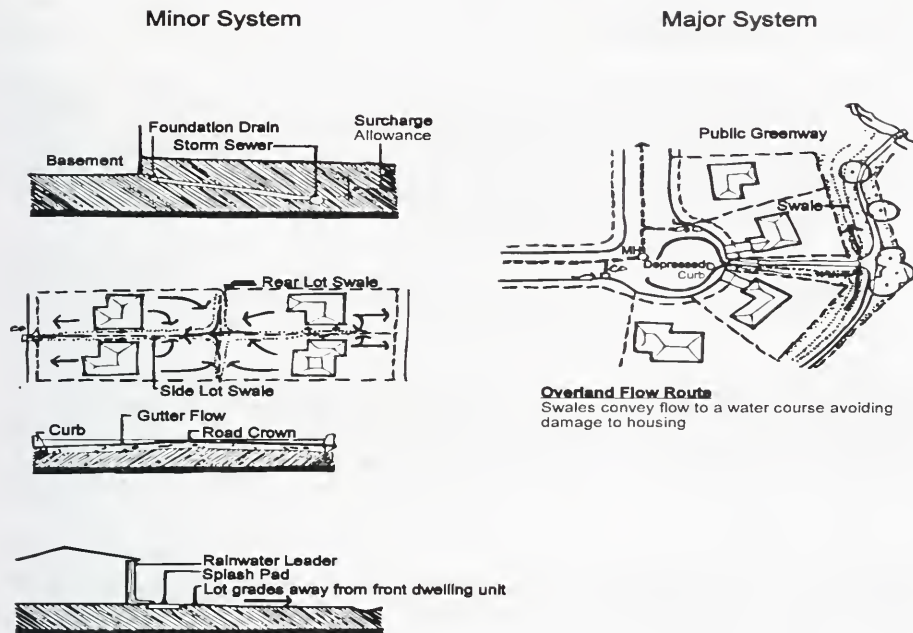 Minor System
Major System
Foundation Drain
Storm Sewer
Surcharge
Allowance
Basement
Rear Lot Swale
Side Lot Swale
Gutter Flow
Curb
Road Crown
Rainwater Leader
Splash Pad
Lot grades away from front dwelling unit
Public Greenway
Swale
MH
Depressed
Curb
Overland Flow Route
Swales convey flow to a water course avoiding
damage to housing